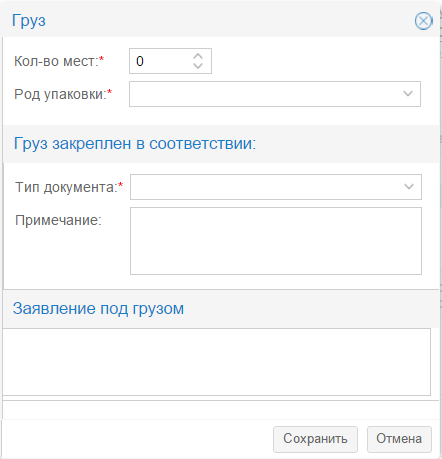 Груз
Кол-во мест:* 0
Род упаковки:*
Груз закреплен в соответствии:
Тип документа:*
Примечание:
Заявление под грузом
Сохранить Отмена